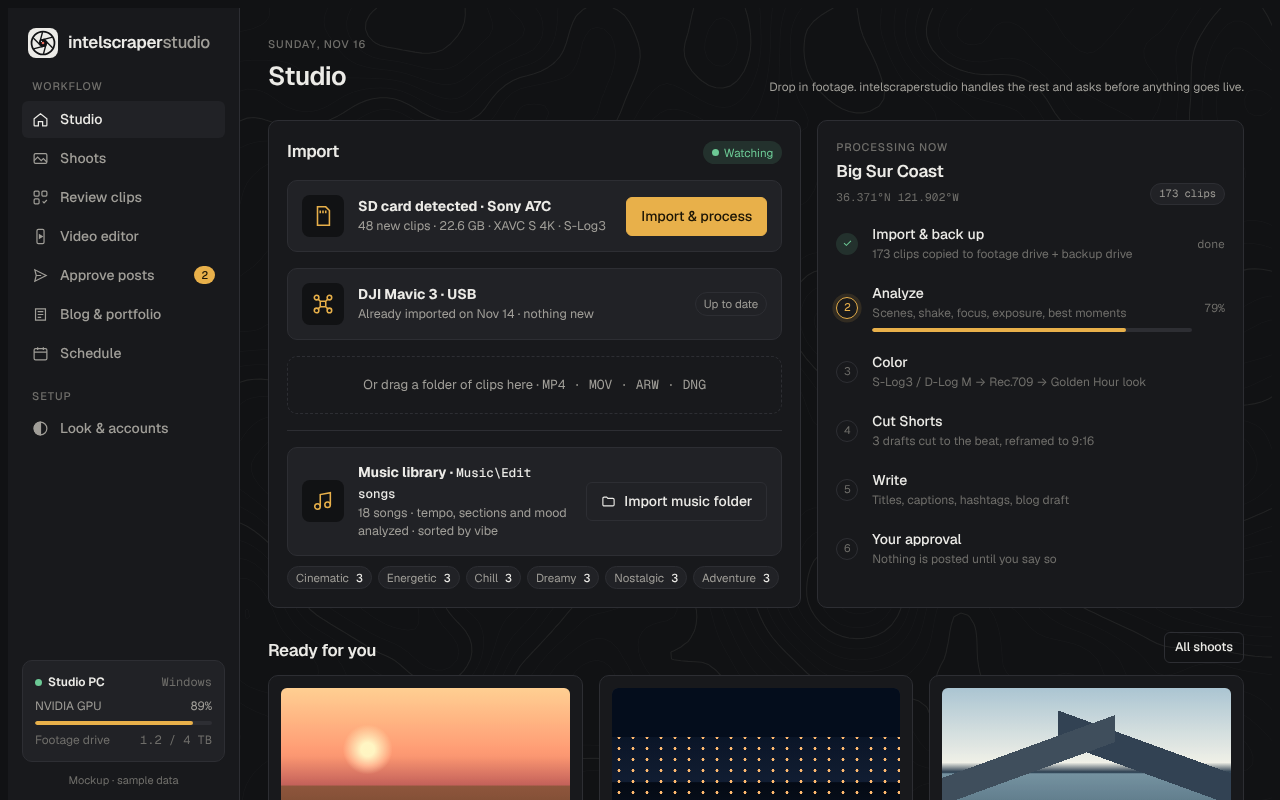 intelscraperstudio
WORKFLOW
Studio
Shoots
Review clips
Video editor
Approve posts 2
Blog & portfolio
Schedule
SETUP
Look & accounts
Studio PC Windows
NVIDIA GPU 89%
Footage drive 1.2 / 4 TB
Mockup · sample data
SUNDAY, NOV 16
Studio
Drop in footage. intelscraperstudio handles the rest and asks before anything goes live.
Import
Watching
SD card detected · Sony A7C
48 new clips · 22.6 GB · XAVC S 4K · S-Log3
Import & process
DJI Mavic 3 · USB
Already imported on Nov 14 · nothing new
Up to date
Or drag a folder of clips here · MP4 · MOV · ARW · DNG
Music library · Music\Edit
songs
18 songs · tempo, sections and mood
analyzed · sorted by vibe
Import music folder
Cinematic 3 Energetic 3 Chill 3 Dreamy 3 Nostalgic 3 Adventure 3
PROCESSING NOW
Big Sur Coast
36.371°N 121.902°W
173 clips
Import & back up
173 clips copied to footage drive + backup drive
done
2 Analyze
Scenes, shake, focus, exposure, best moments
79%
3 Color
S-Log3 / D-Log M → Rec.709 → Golden Hour look
4 Cut Shorts
3 drafts cut to the beat, reframed to 9:16
5 Write
Titles, captions, hashtags, blog draft
6 Your approval
Nothing is posted until you say so
Ready for you
All shoots